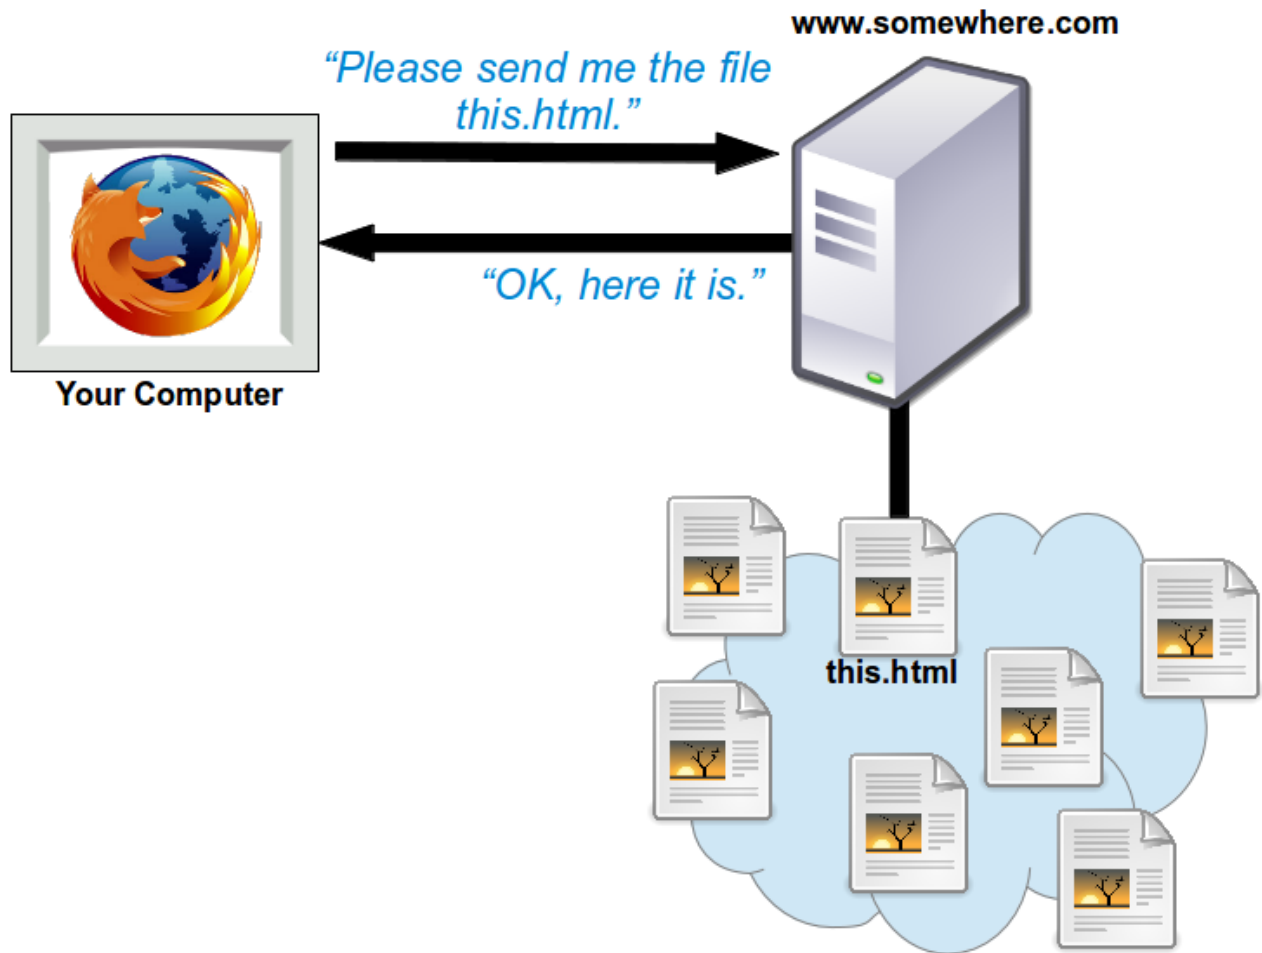 www.somewhere.com
“Please send me the file
this.html.”
“OK, here it is.”
Your Computer
this.html